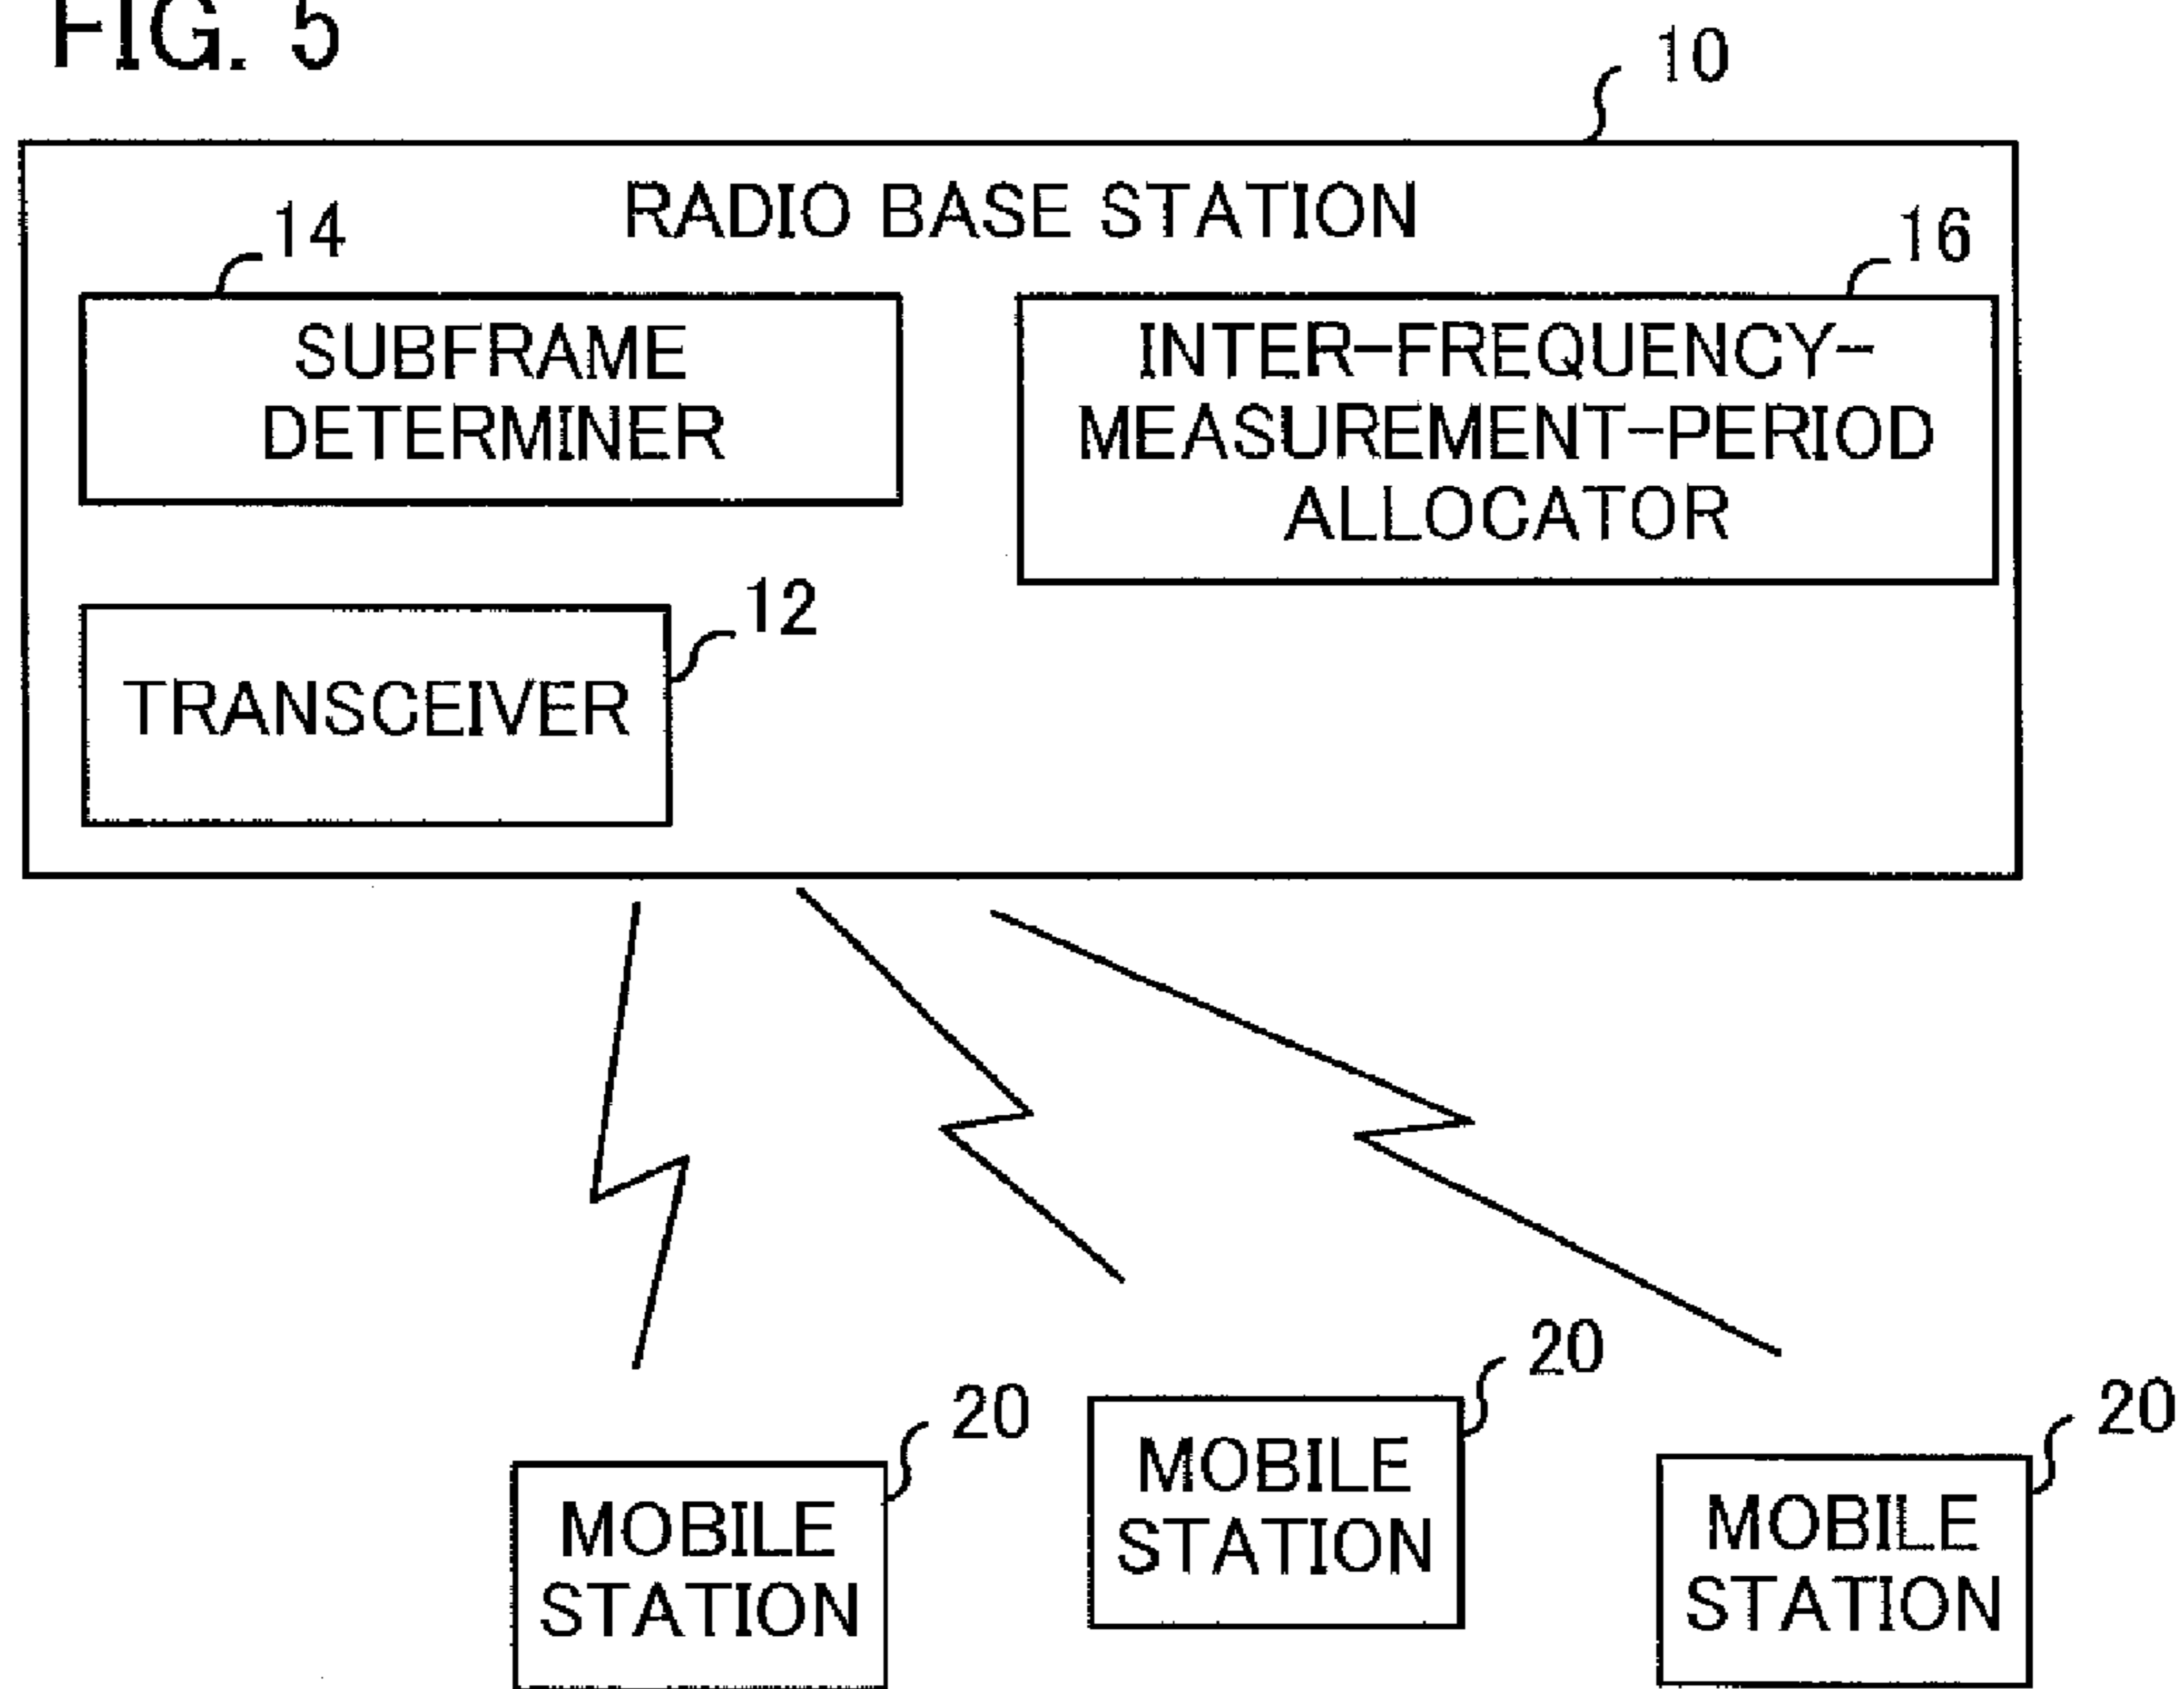 FIG. 5
10
RADIO BASE STATION
14
16
SUBFRAME
DETERMINER
INTER-FREQUENCY-
MEASUREMENT-PERIOD
ALLOCATOR
12
TRANSCEIVER
20
MOBILE
STATION
20
MOBILE
STATION
20
MOBILE
STATION